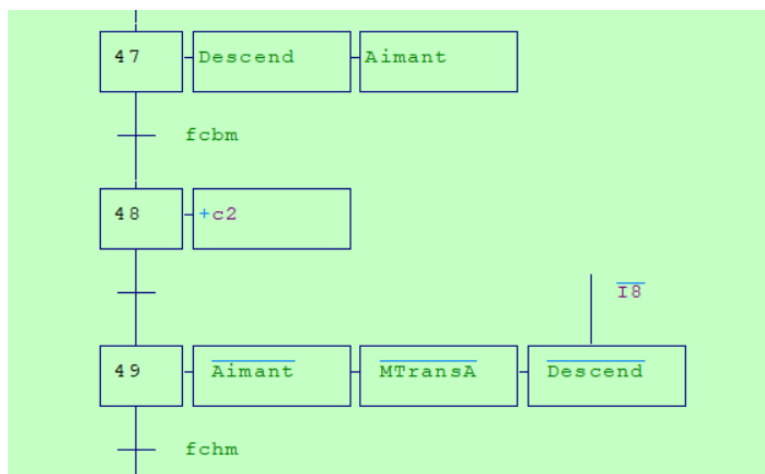 47 Descend Aimant
fcbm
48 +c2
I8
49 Aimant MTransA Descend
fchm